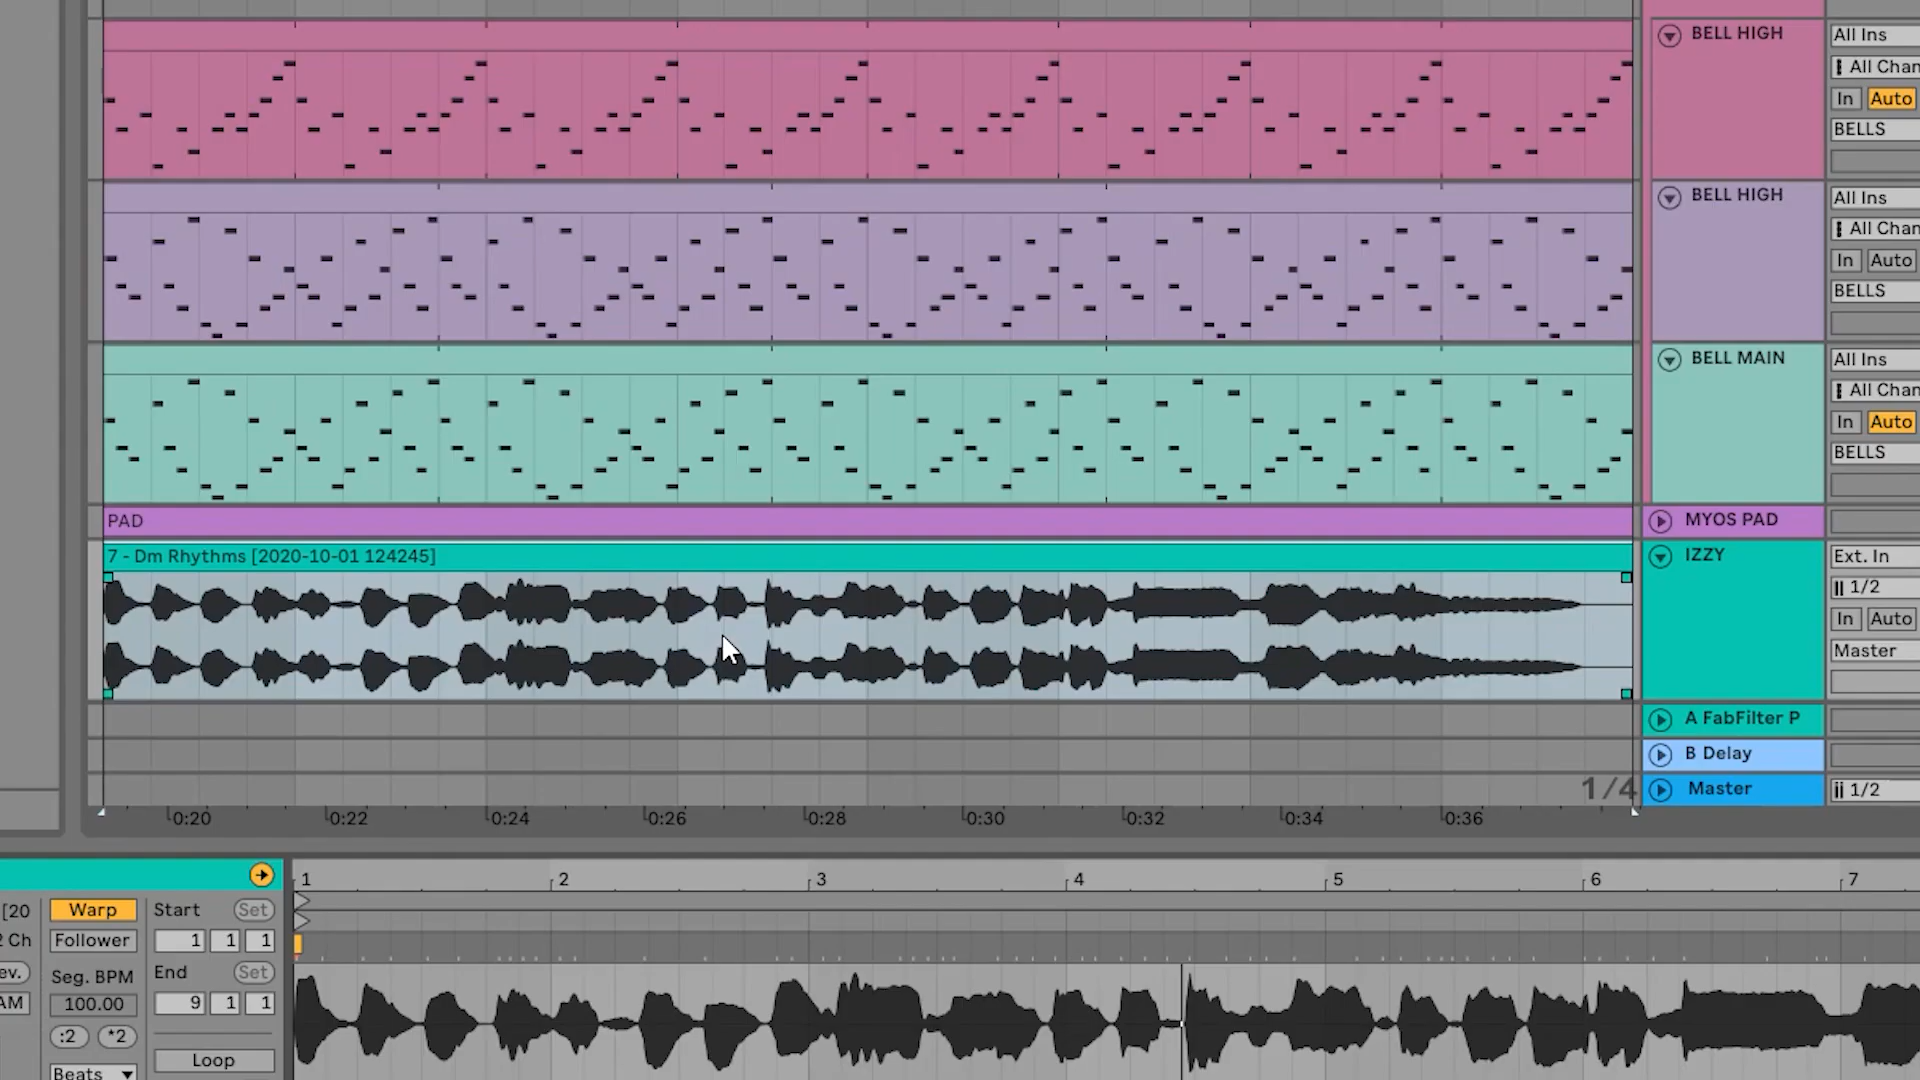 BELL HIGH
All Ins
All Chan
In Auto
BELLS
BELL HIGH
All Ins
All Chan
In Auto
BELLS
BELL MAIN
All Ins
All Chan
In Auto
BELLS
PAD
MYOS PAD
7 - Dm Rhythms [2020-10-01 124245]
IZZY
Ext. In
1/2
In Auto
Master
A FabFilter P
B Delay
1/4
Master
1/2
0:20 0:22 0:24 0:26 0:28 0:30 0:32 0:34 0:36
1 2 3 4 5 6 7
[20 Warp Start Set
2 Ch Follower 1 1 1
ev. Seg. BPM End Set
AM 100.00 9 1 1
:2 *2
Loop
Beats